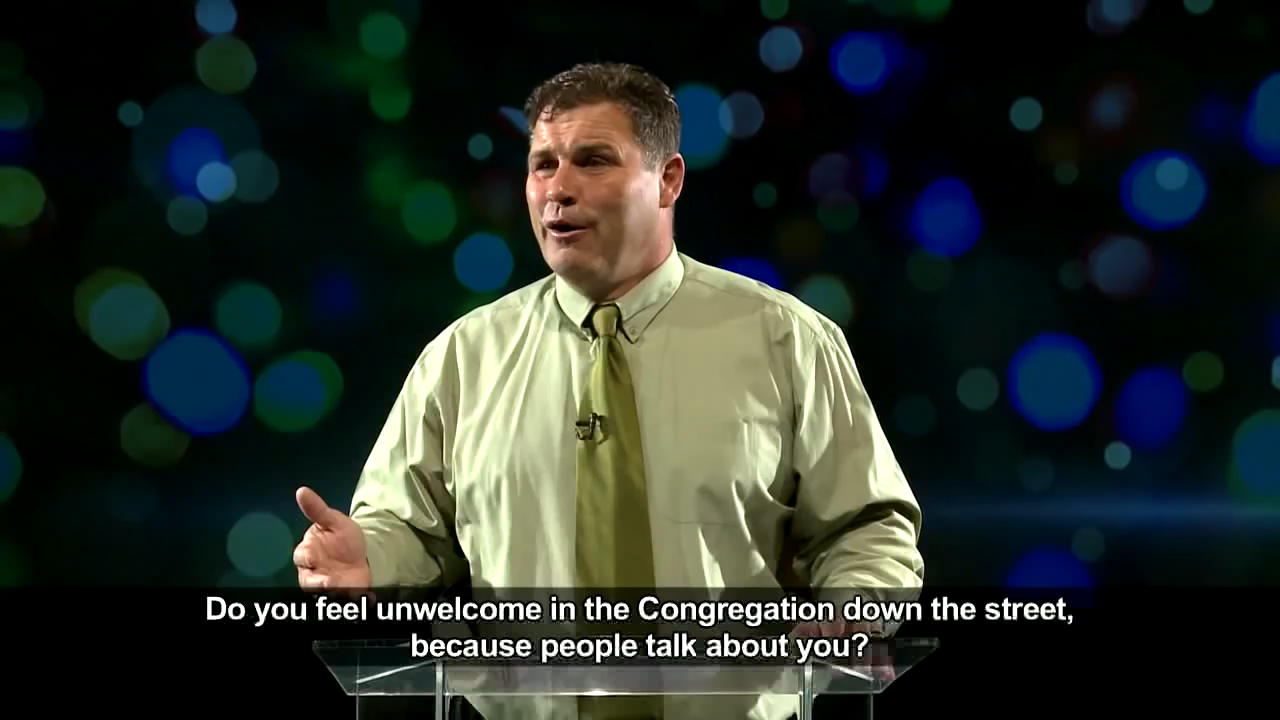 Do you feel unwelcome in the Congregation down the street,
because people talk about you?